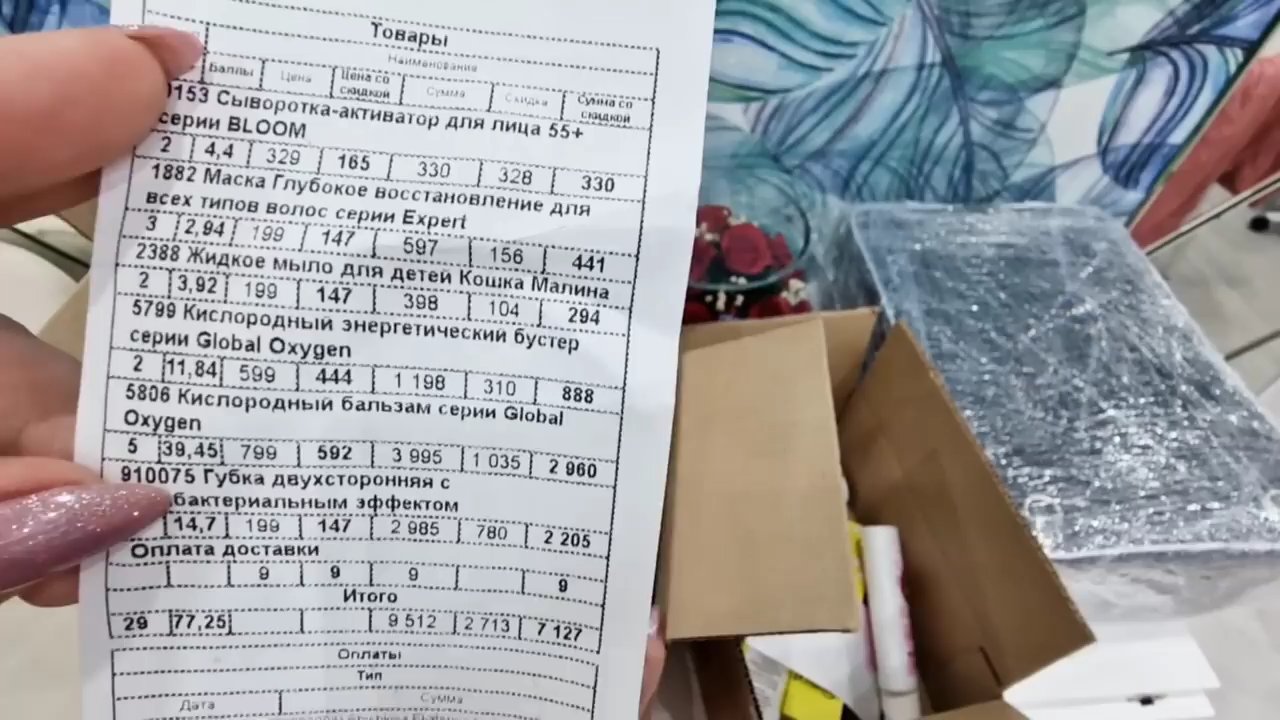 Товары
Наименование
Баллы Цена Цена со скидкой Сумма Скидка Сумма со скидкой
0153 Сыворотка-активатор для лица 55+
серии BLOOM
2 4,4 329 165 330 328 330
1882 Маска Глубокое восстановление для
всех типов волос серии Expert
3 2,94 199 147 597 156 441
2388 Жидкое мыло для детей Кошка Малина
2 3,92 199 147 398 104 294
5799 Кислородный энергетический бустер
серии Global Oxygen
2 11,84 599 444 1 198 310 888
5806 Кислородный бальзам серии Global
Oxygen
5 39,45 799 592 3 995 1 035 2 960
910075 Губка двухсторонняя с
бактериальным эффектом
14,7 199 147 2 985 780 2 205
Оплата доставки
9 9 9 9
Итого
29 77,25 9 512 2 713 7 127
Оплаты
Тип
Дата Сумма